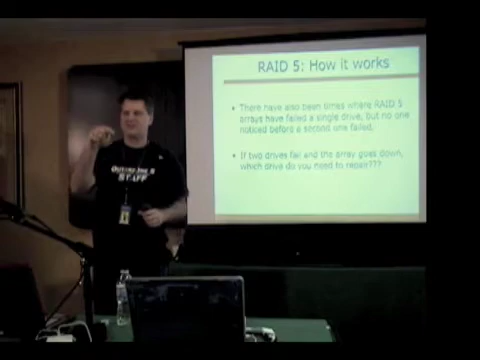 RAID 5: How it works
There have also been times where RAID 5
arrays have failed a single drive, but no one
noticed before a second one failed.
If two drives fail and the array goes down,
which drive do you need to repair???
STAFF